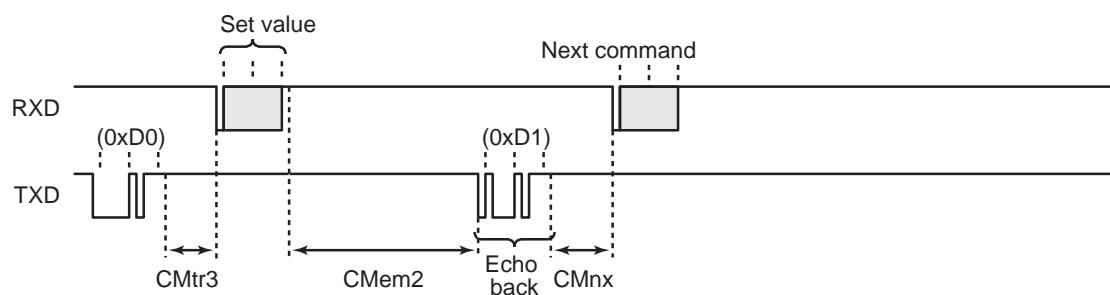 Set value
Next command
RXD
(0xD0)
(0xD1)
TXD
CMtr3
CMem2
Echo
back
CMnx